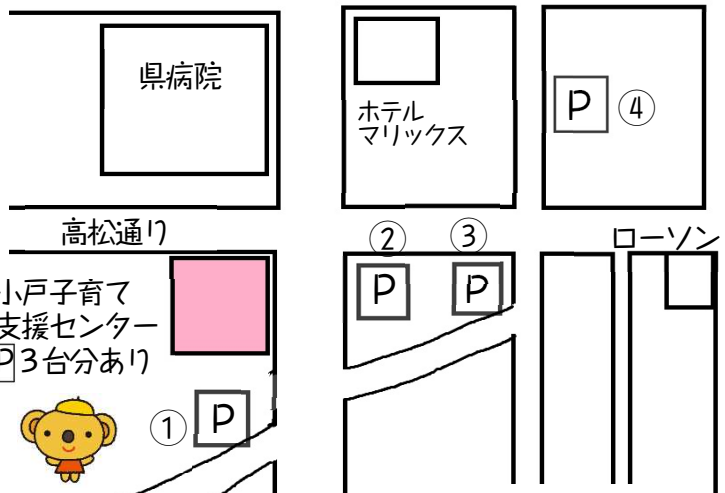 県病院
ホテル
マリックス
P ④
高松通り
② ③
ローソン
P P
小戸子育て
支援センター
P3台分あり
① P